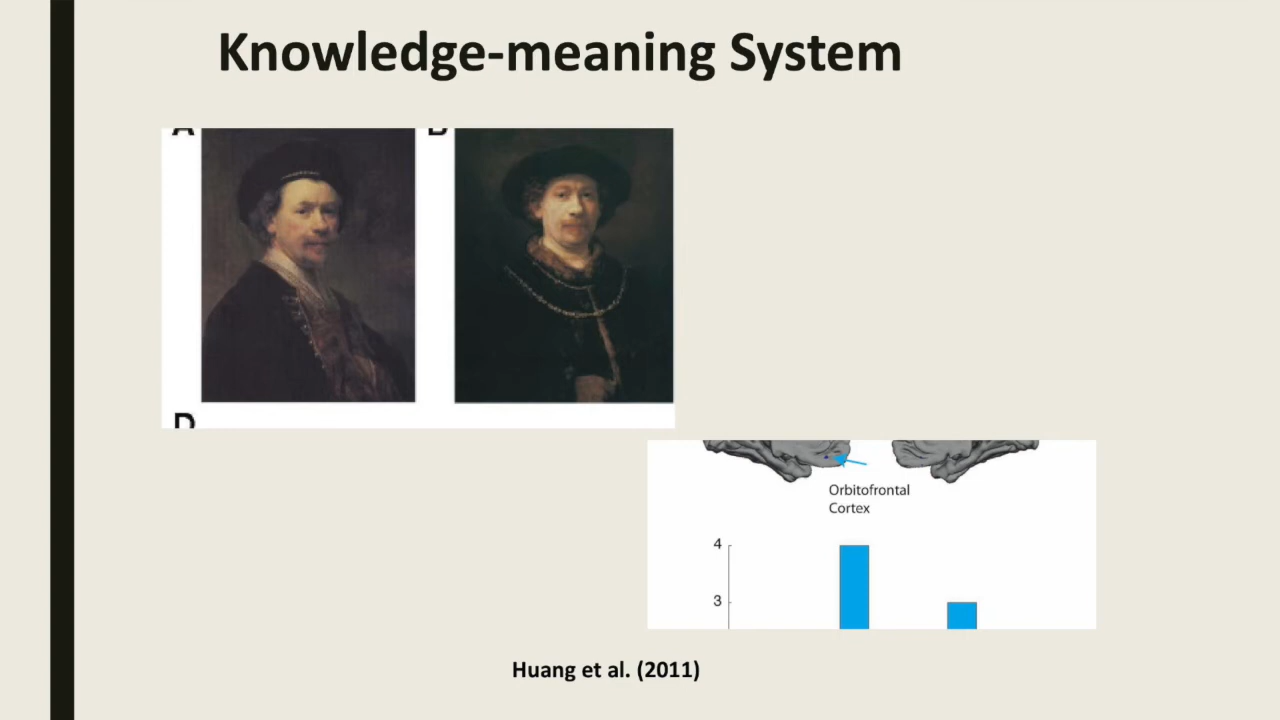 Knowledge-meaning System
A B
D
Orbitofrontal
Cortex
4
3
Huang et al. (2011)